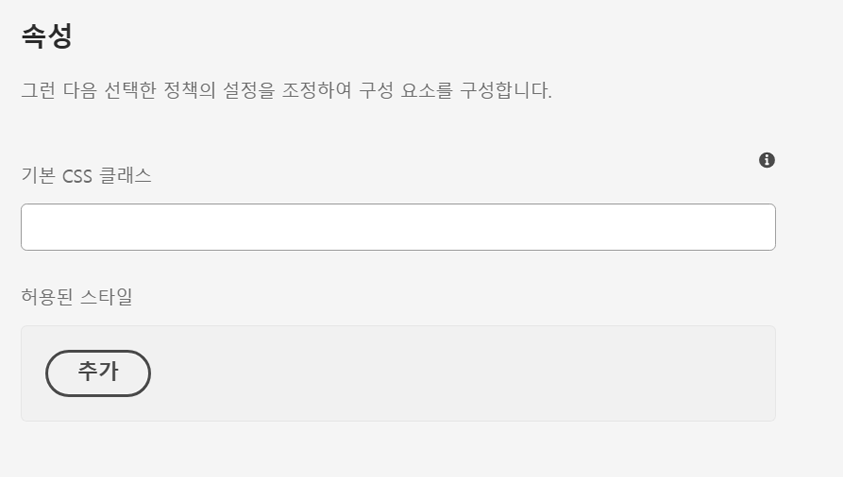 속성
그런 다음 선택한 정책의 설정을 조정하여 구성 요소를 구성합니다.
기본 CSS 클래스
허용된 스타일
추가